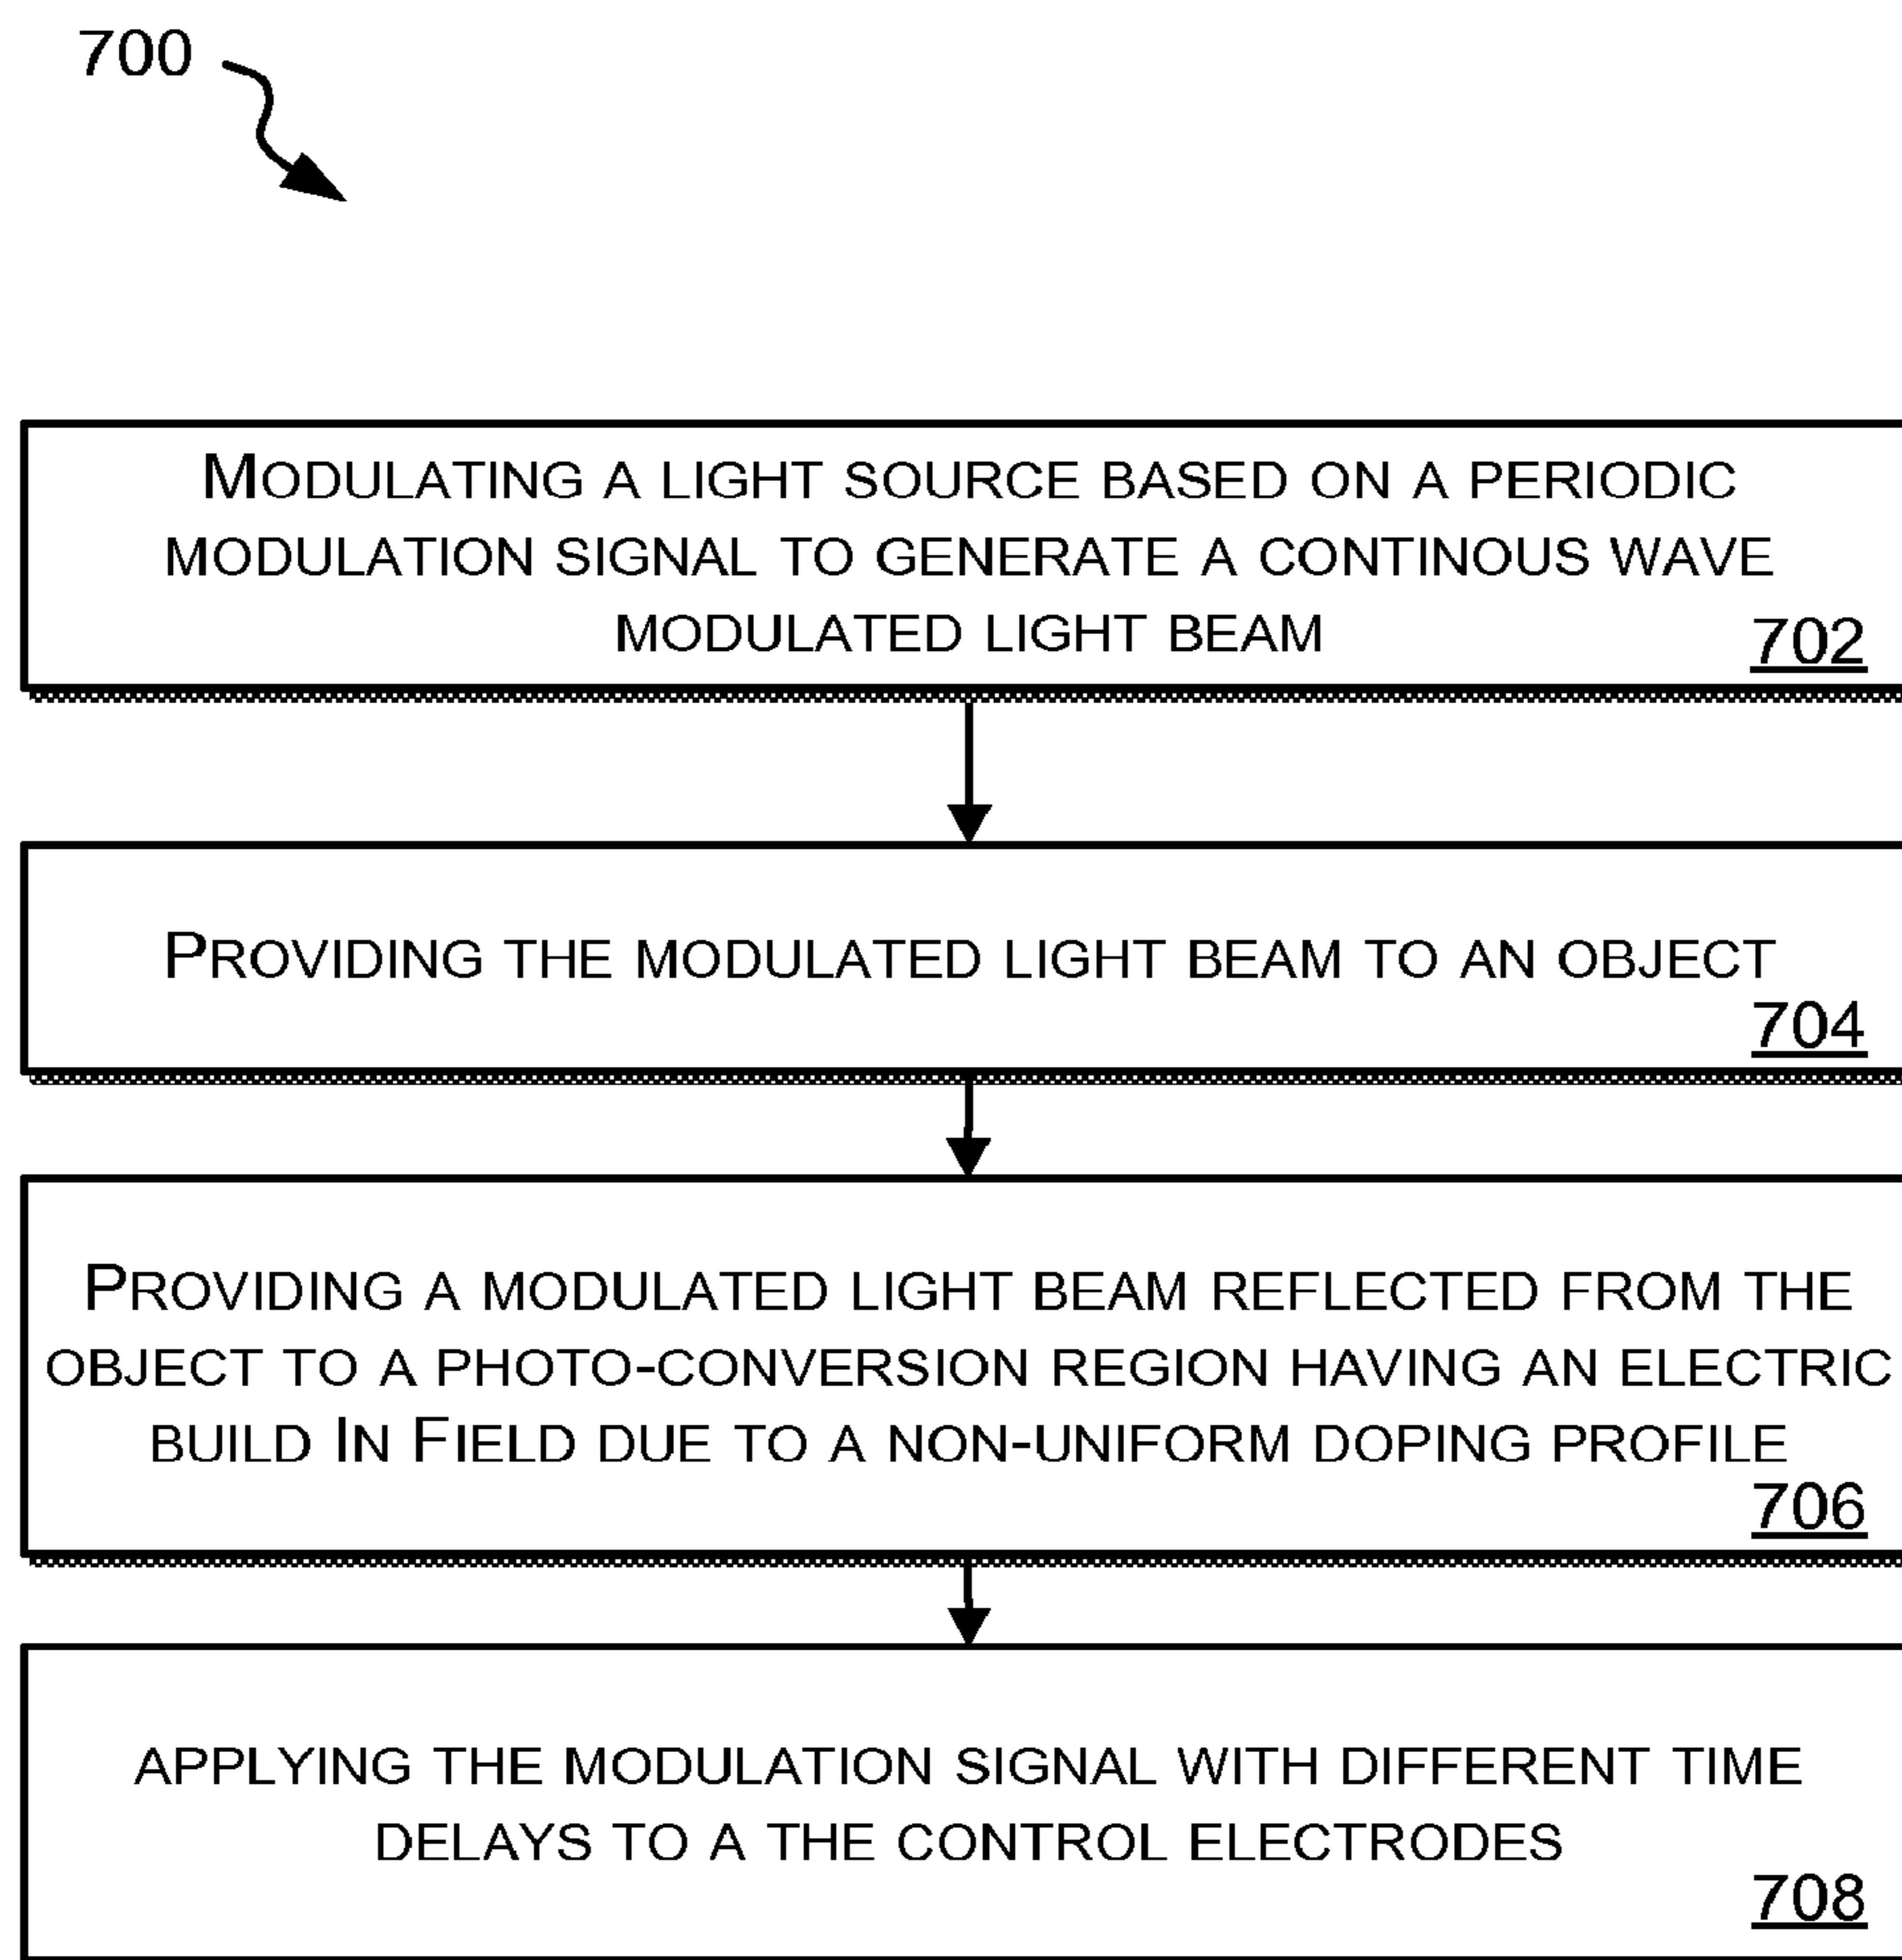 700
MODULATING A LIGHT SOURCE BASED ON A PERIODIC
MODULATION SIGNAL TO GENERATE A CONTINOUS WAVE
MODULATED LIGHT BEAM
702
PROVIDING THE MODULATED LIGHT BEAM TO AN OBJECT
704
PROVIDING A MODULATED LIGHT BEAM REFLECTED FROM THE
OBJECT TO A PHOTO-CONVERSION REGION HAVING AN ELECTRIC
BUILD IN FIELD DUE TO A NON-UNIFORM DOPING PROFILE
706
APPLYING THE MODULATION SIGNAL WITH DIFFERENT TIME
DELAYS TO A THE CONTROL ELECTRODES
708